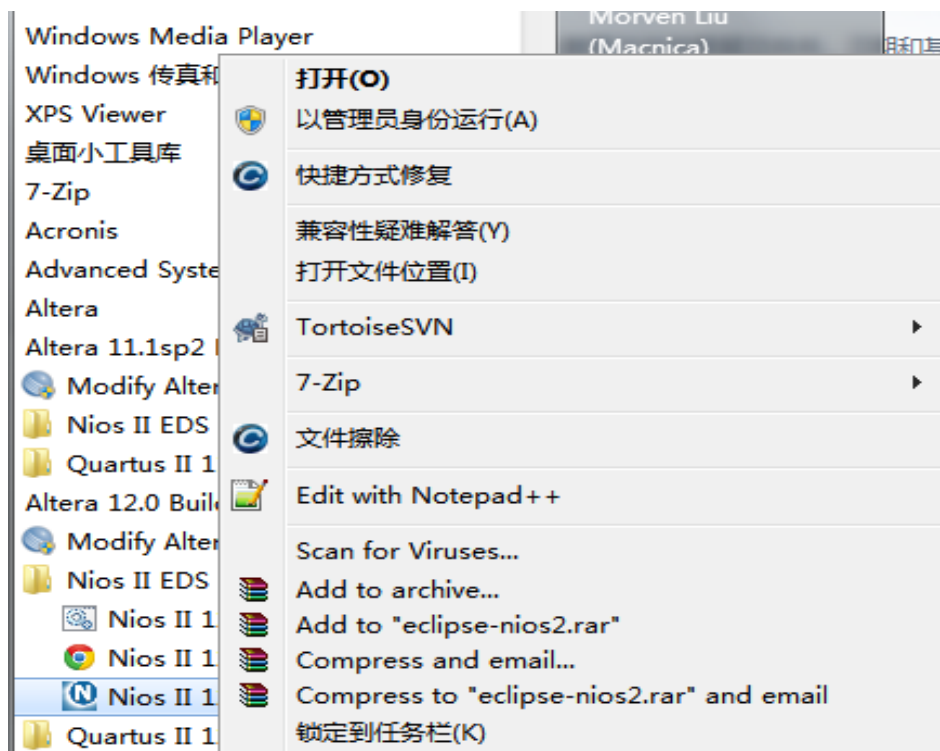 Windows Media Player
Windows 传真和
XPS Viewer
桌面小工具库
7-Zip
Acronis
Advanced Syste
Altera
Altera 11.1sp2
Modify Alter
Nios II EDS
Quartus II 1
Altera 12.0 Buil
Modify Alter
Nios II EDS
Nios II 1
Nios II 1
Nios II 1
Quartus II 1
Morven Liu
(Macnica)
打开(O)
以管理员身份运行(A)
快捷方式修复
兼容性疑难解答(Y)
打开文件位置(I)
TortoiseSVN
7-Zip
文件擦除
Edit with Notepad++
Scan for Viruses...
Add to archive...
Add to "eclipse-nios2.rar"
Compress and email...
Compress to "eclipse-nios2.rar" and email
锁定到任务栏(K)